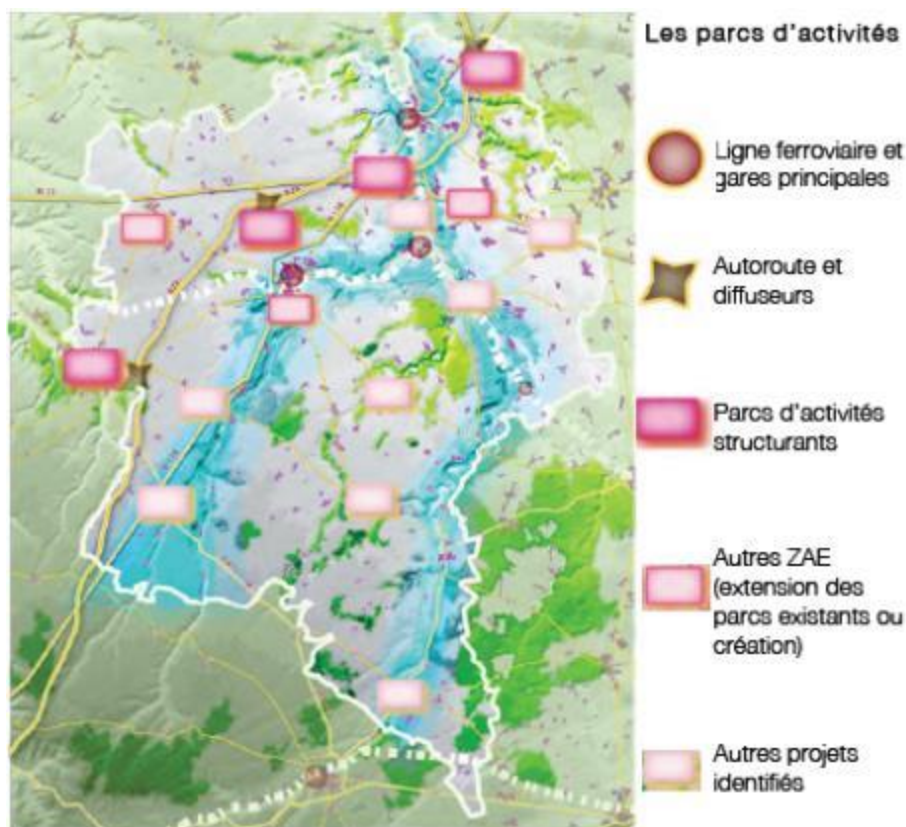 Les parcs d'activités
Ligne ferroviaire et
gares principales
Autoroute et
diffuseurs
Parcs d'activités
structurants
Autres ZAE
(extension des
parcs existants ou
création)
Autres projets
identifiés